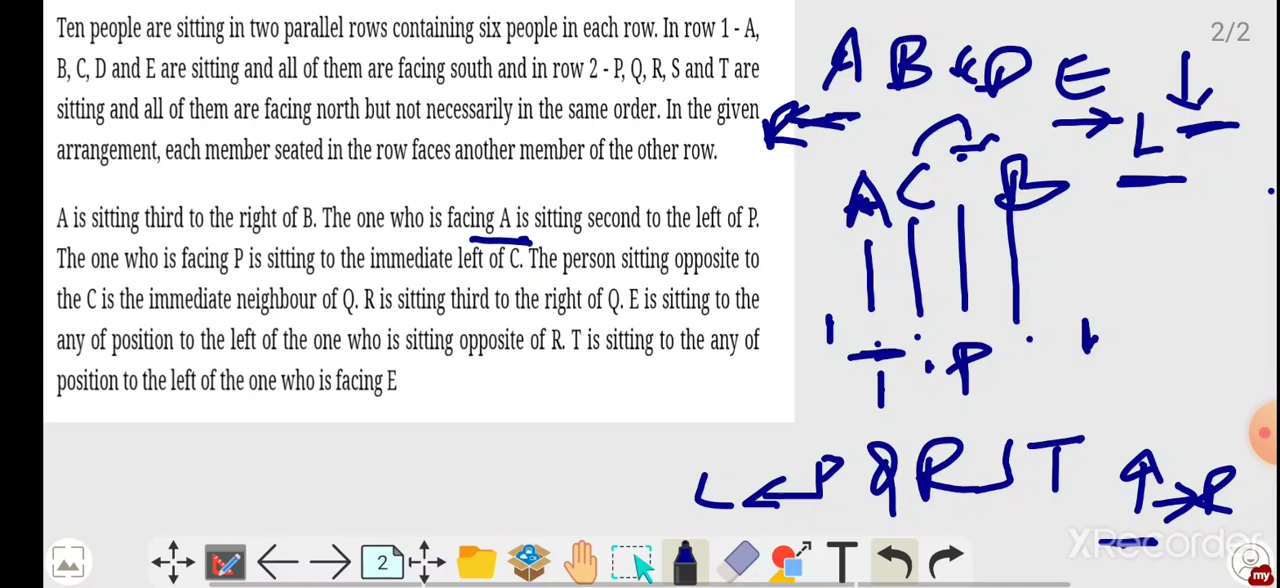 2/2
Ten people are sitting in two parallel rows containing six people in each row. In row 1 - A,
B, C, D and E are sitting and all of them are facing south and in row 2 - P, Q, R, S and T are
sitting and all of them are facing north but not necessarily in the same order. In the given
arrangement, each member seated in the row faces another member of the other row.
A is sitting third to the right of B. The one who is facing A is sitting second to the left of P.
The one who is facing P is sitting to the immediate left of C. The person sitting opposite to
the C is the immediate neighbour of Q. R is sitting third to the right of Q. E is sitting to the
any of position to the left of the one who is sitting opposite of R. T is sitting to the any of
position to the left of the one who is facing E
A B C D E
L
A C B
T P
L P Q R S T R
2
T
XRecorder
my